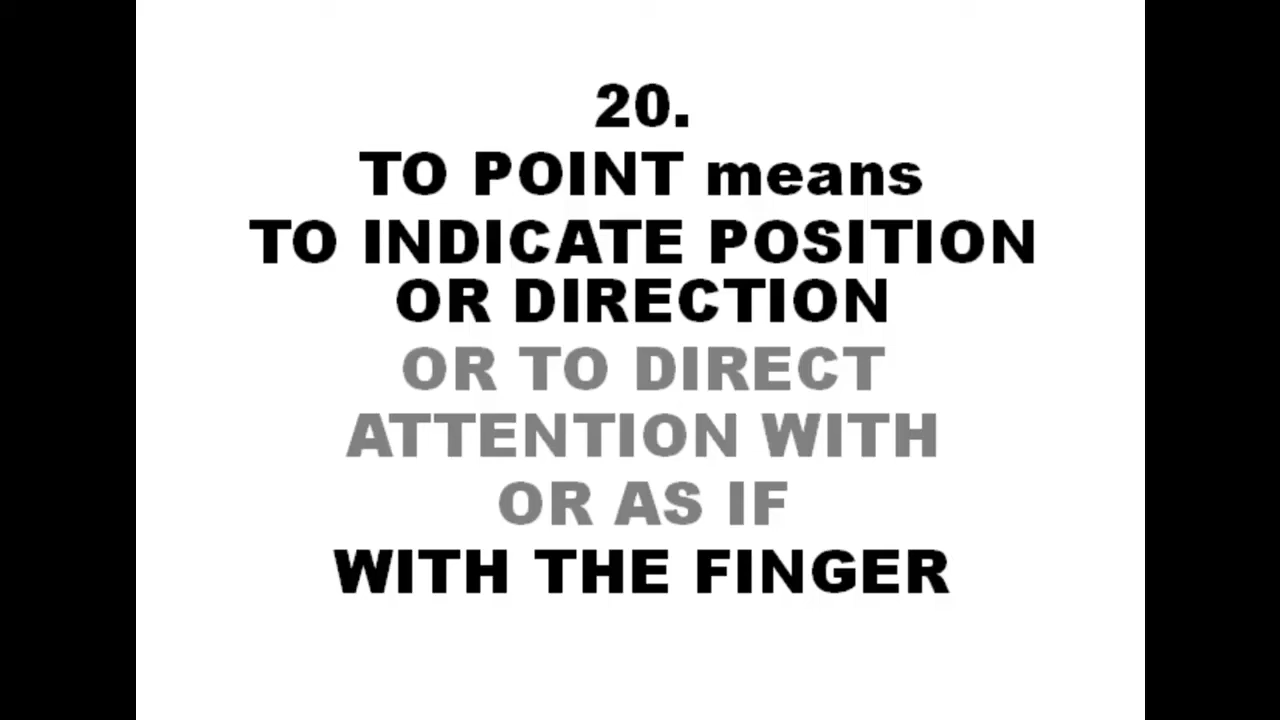 20.
TO POINT means
TO INDICATE POSITION
OR DIRECTION
OR TO DIRECT
ATTENTION WITH
OR AS IF
WITH THE FINGER